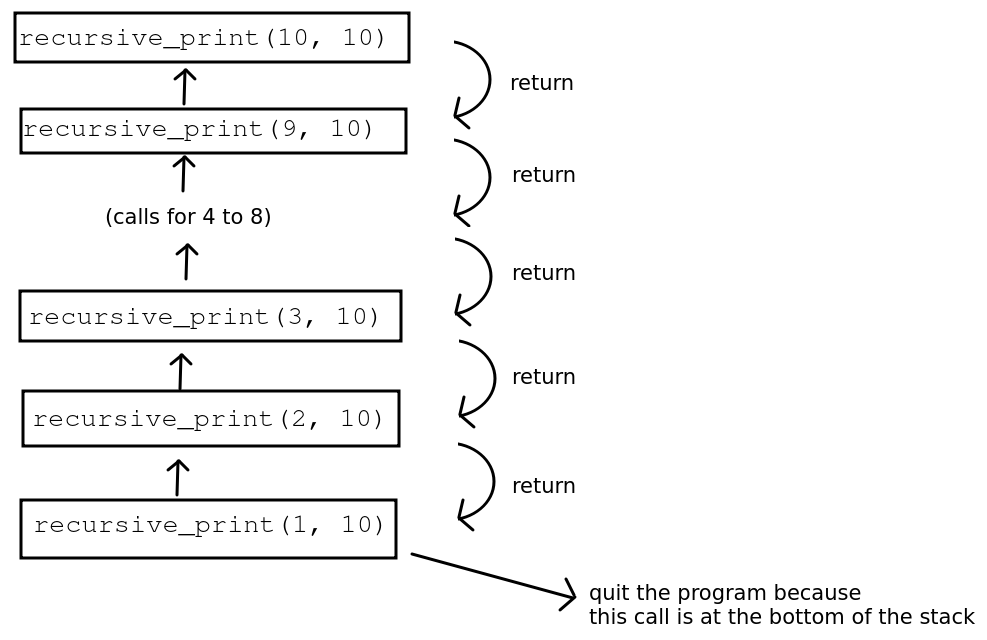 recursive_print(10, 10)
return
recursive_print(9, 10)
return
(calls for 4 to 8)
return
recursive_print(3, 10)
return
recursive_print(2, 10)
return
recursive_print(1, 10)
quit the program because
this call is at the bottom of the stack